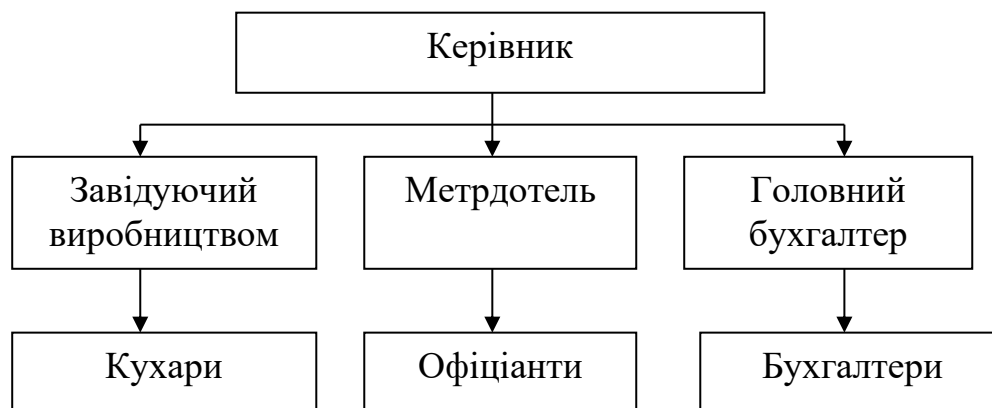 Керівник
Завідуючий
виробництвом
Метрдотель
Головний
бухгалтер
Кухари
Офіціанти
Бухгалтери